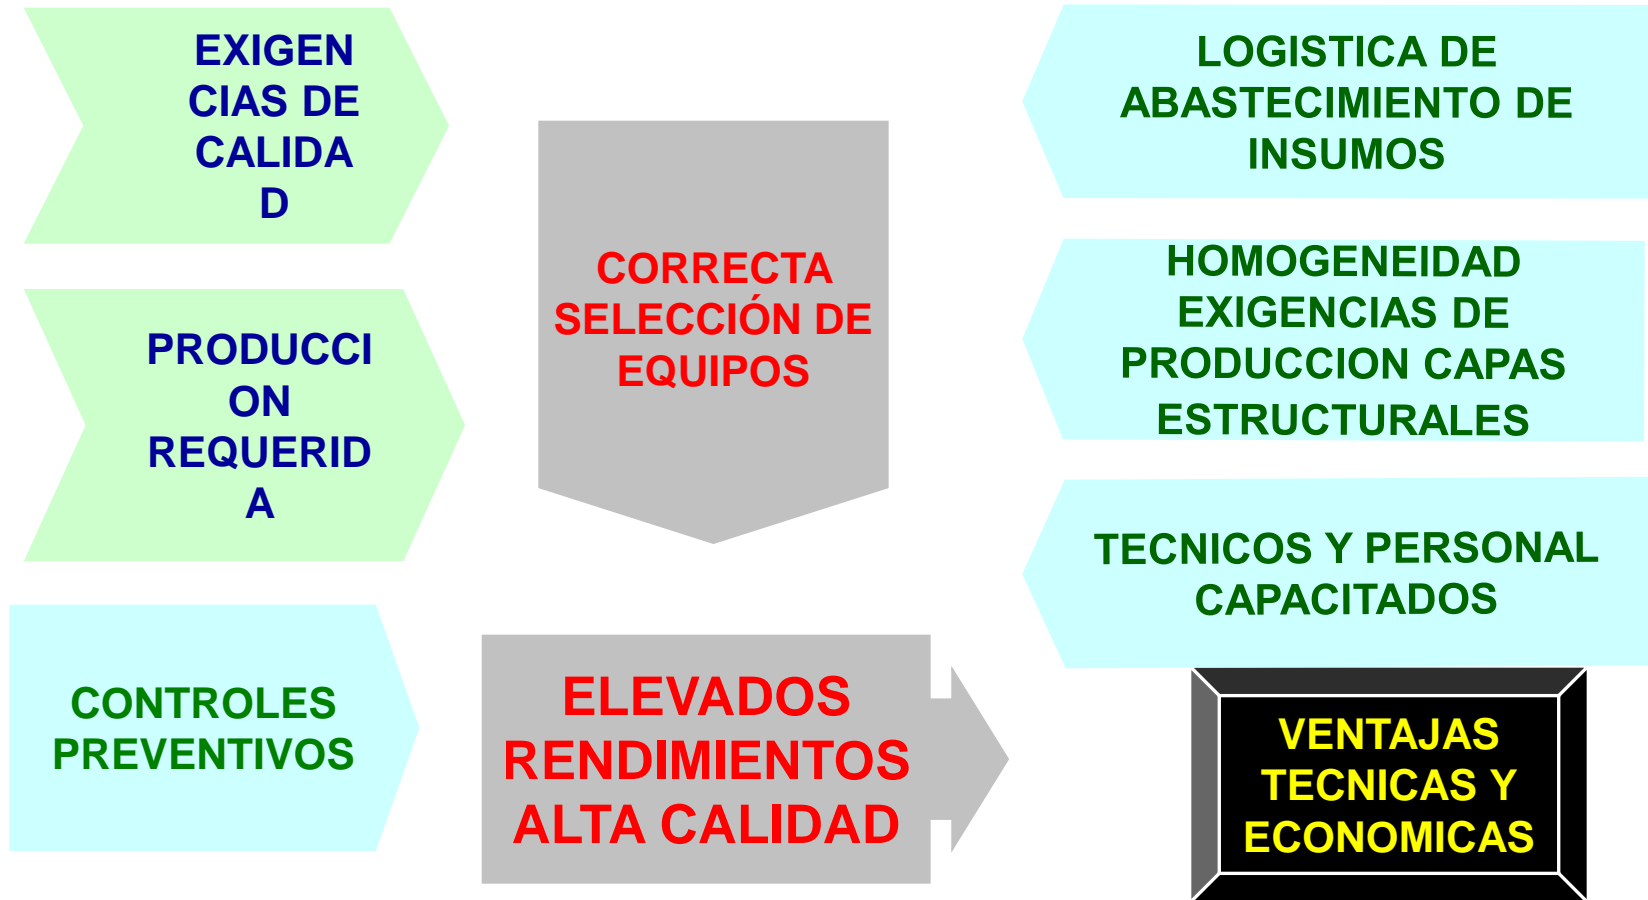 EXIGEN
CIAS DE
CALIDA
D
PRODUCCI
ON
REQUERID
A
CONTROLES
PREVENTIVOS
CORRECTA
SELECCIÓN DE
EQUIPOS
ELEVADOS
RENDIMIENTOS
ALTA CALIDAD
LOGISTICA DE
ABASTECIMIENTO DE
INSUMOS
HOMOGENEIDAD
EXIGENCIAS DE
PRODUCCION CAPAS
ESTRUCTURALES
TECNICOS Y PERSONAL
CAPACITADOS
VENTAJAS
TECNICAS Y
ECONOMICAS